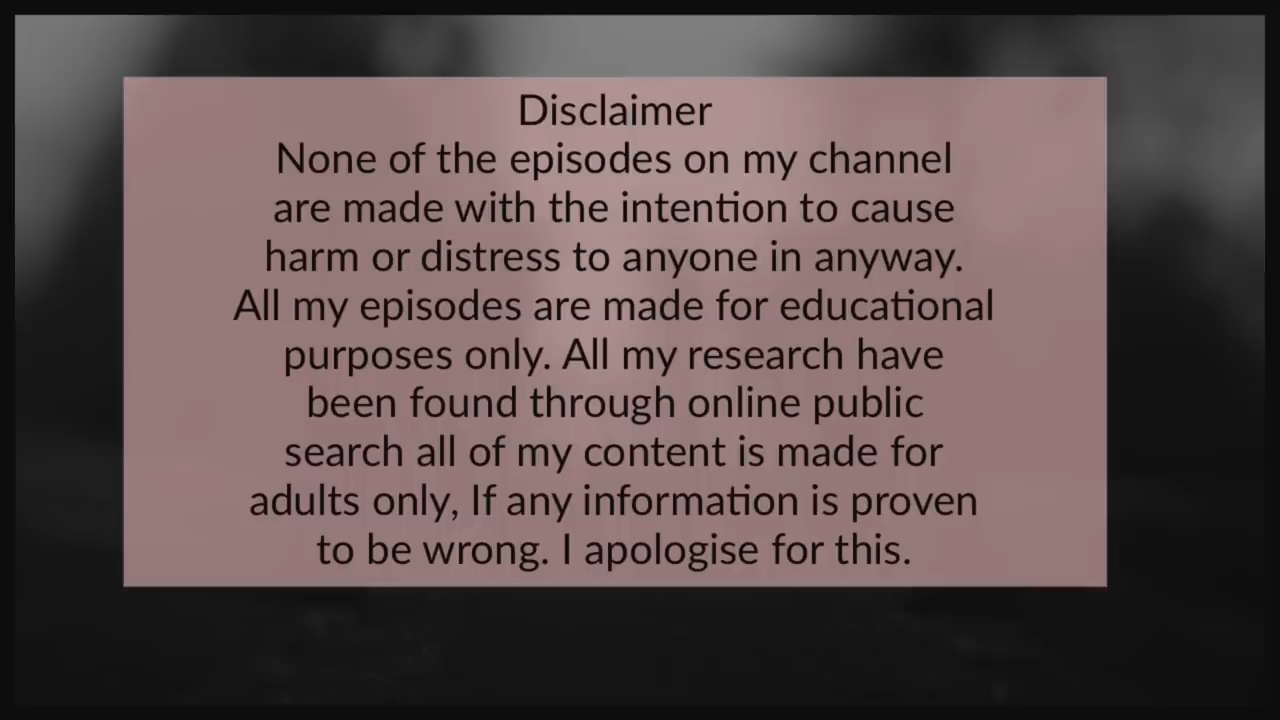 Disclaimer
None of the episodes on my channel
are made with the intention to cause
harm or distress to anyone in anyway.
All my episodes are made for educational
purposes only. All my research have
been found through online public
search all of my content is made for
adults only, If any information is proven
to be wrong. I apologise for this.